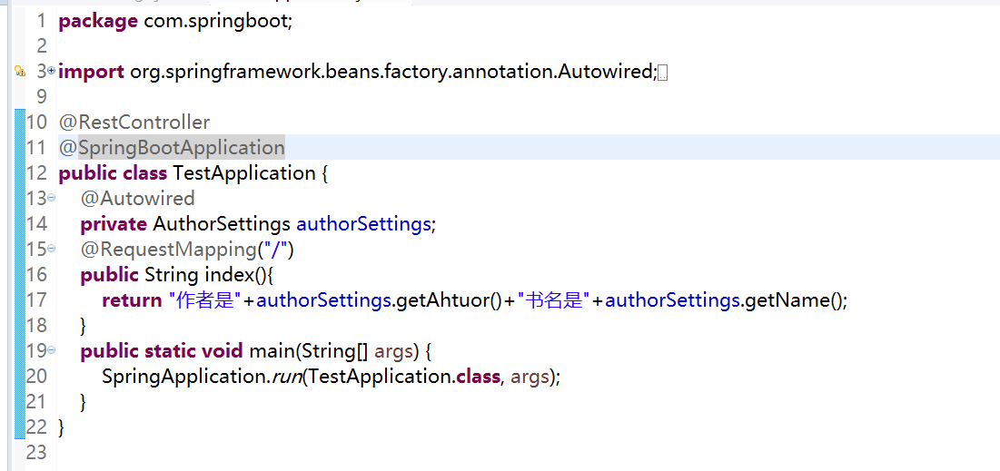 1 package com.springboot;
2
3 import org.springframework.beans.factory.annotation.Autowired;
9
10 @RestController
11 @SpringBootApplication
12 public class TestApplication {
13 @Autowired
14 private AuthorSettings authorSettings;
15 @RequestMapping("/")
16 public String index(){
17 return "作者是"+authorSettings.getAhtuor()+"书名是"+authorSettings.getName();
18 }
19 public static void main(String[] args) {
20 SpringApplication.run(TestApplication.class, args);
21 }
22 }
23